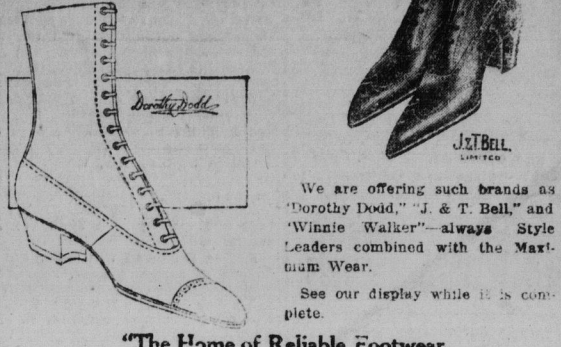 Dorothy Dodd
J.&T.BELL,
LIMITED
We are offering such brands as
'Dorothy Dodd," "J. & T. Bell," and
'Winnie Walker"—always Style
Leaders combined with the Maxi-
mum Wear.
See our display while it is com-
plete.
"The Home of Reliable Footwear